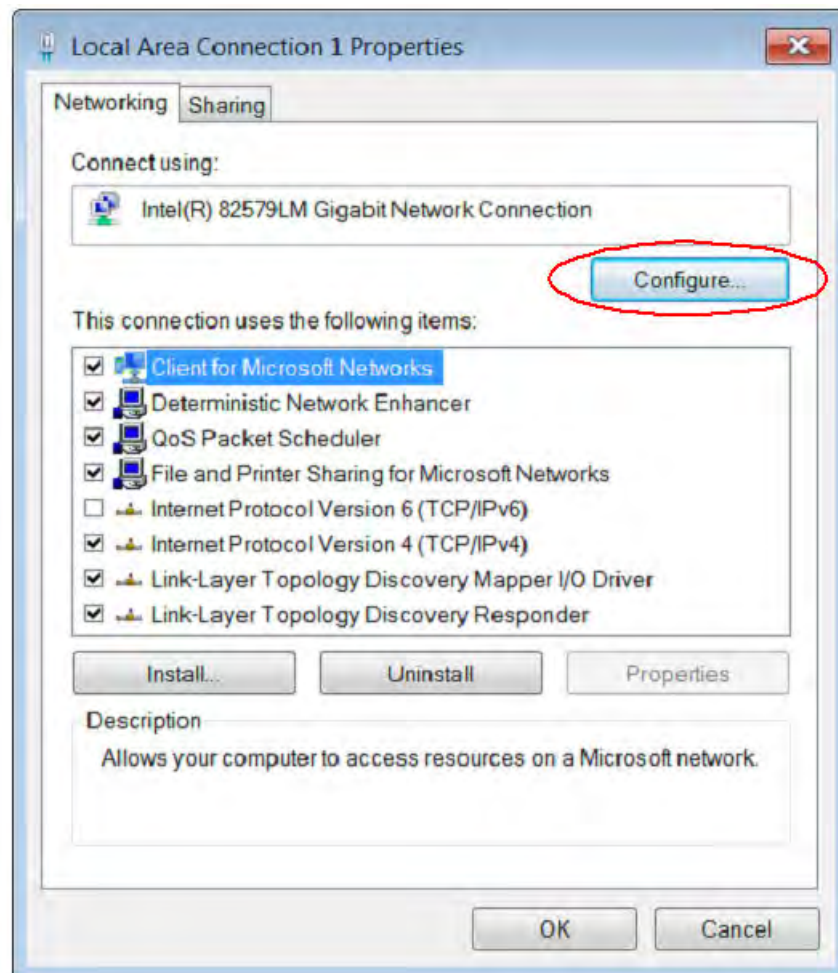 Local Area Connection 1 Properties
Networking
Sharing
Connect using:
Intel(R) 82579LM Gigabit Network Connection
Configure...
This connection uses the following items:
Client for Microsoft Networks
Deterministic Network Enhancer
QoS Packet Scheduler
File and Printer Sharing for Microsoft Networks
Internet Protocol Version 6 (TCP/IPv6)
Internet Protocol Version 4 (TCP/IPv4)
Link-Layer Topology Discovery Mapper I/O Driver
Link-Layer Topology Discovery Responder
Install...
Uninstall
Properties
Description
Allows your computer to access resources on a Microsoft network.
OK
Cancel